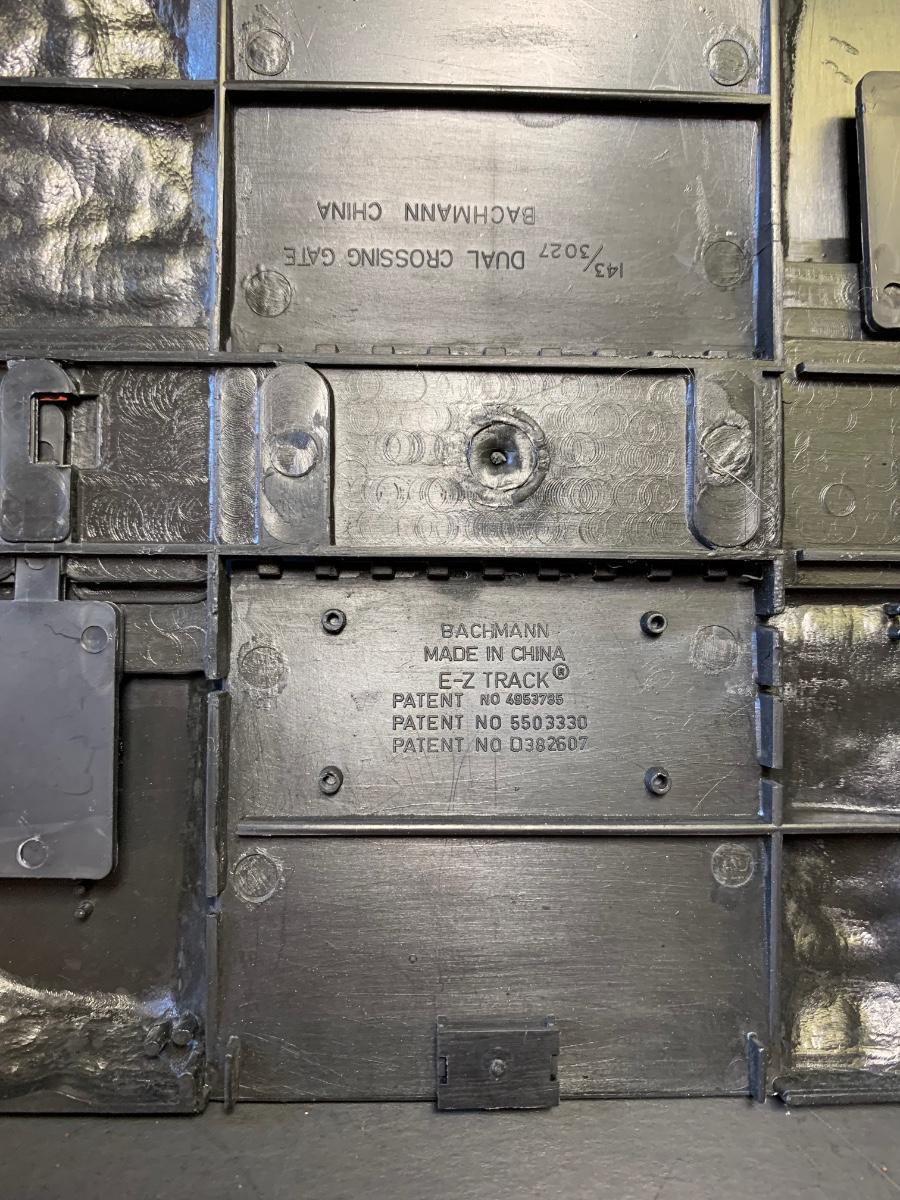 143/3027 DUAL CROSSING GATE
BACHMANN CHINA
BACHMANN
MADE IN CHINA
E-Z TRACK®
PATENT NO 4953785
PATENT NO 5503330
PATENT NO D382607